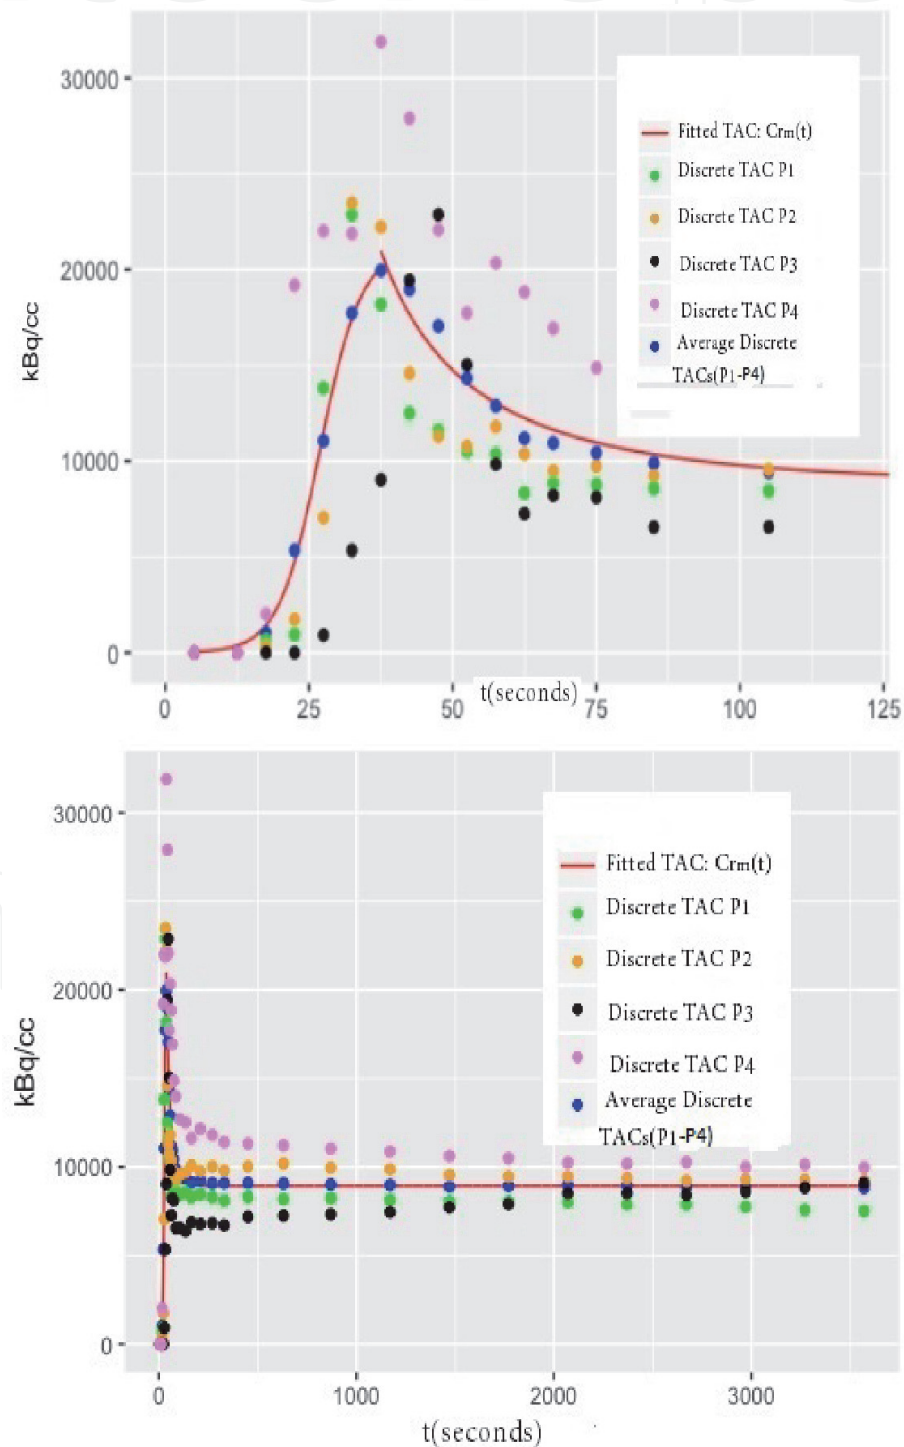 30000
20000
10000
0
kBq/cc
Fitted TAC: Crm(t)
Discrete TAC P1
Discrete TAC P2
Discrete TAC P3
Discrete TAC P4
Average Discrete
TACs(P1-P4)
0 25 50 75 100 125
t(seconds)
30000
20000
10000
0
kBq/cc
Fitted TAC: Crm(t)
Discrete TAC P1
Discrete TAC P2
Discrete TAC P3
Discrete TAC P4
Average Discrete
TACs(P1-P4)
0 1000 2000 3000
t(seconds)